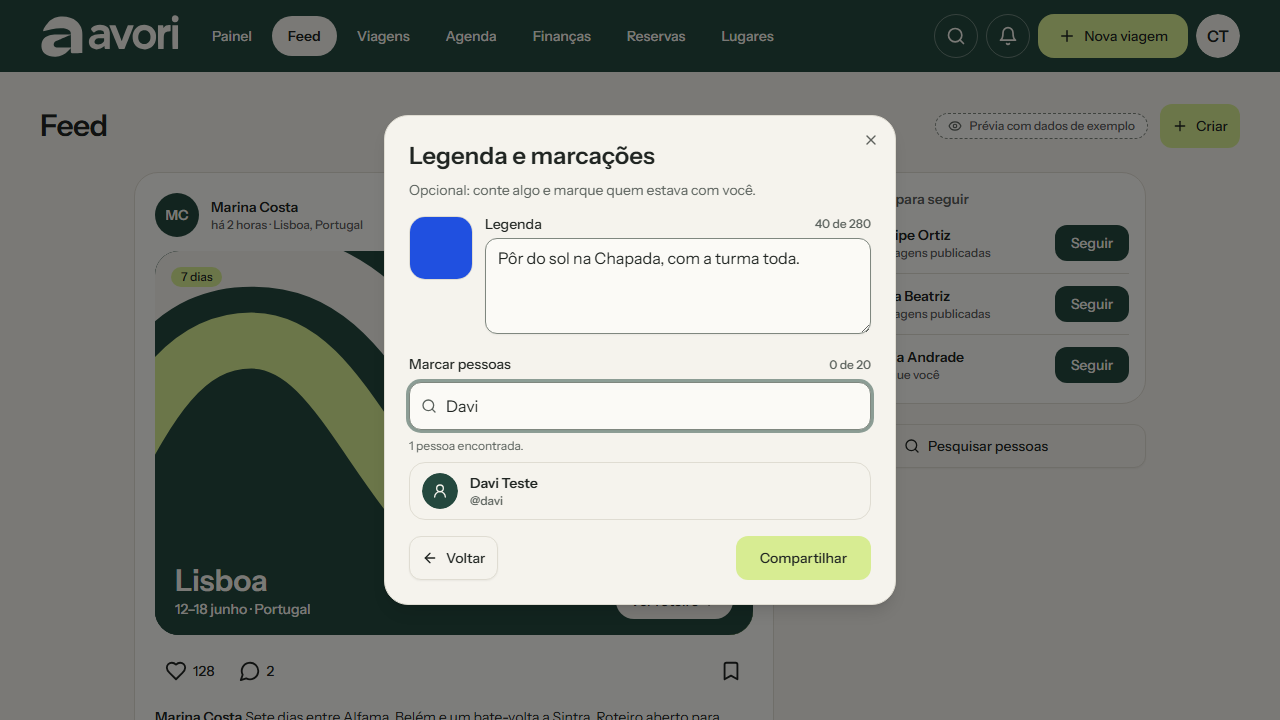 avori
Painel
Feed
Viagens
Agenda
Finanças
Reservas
Lugares
Nova viagem
CT
Feed
Prévia com dados de exemplo
Criar
MC
Marina Costa
há 2 horas · Lisboa, Portugal
7 dias
Lisboa
12–18 junho · Portugal
128
2
Marina Costa Sete dias entre Alfama, Belém e um bate-volta a Sintra. Roteiro aberto para
Legenda e marcações
Opcional: conte algo e marque quem estava com você.
Legenda
40 de 280
Pôr do sol na Chapada, com a turma toda.
Marcar pessoas
0 de 20
Davi
1 pessoa encontrada.
Davi Teste
@davi
Voltar
Compartilhar
para seguir
Ortiz
publicadas
Seguir
Beatriz
publicadas
Seguir
Andrade
você
Seguir
Pesquisar pessoas